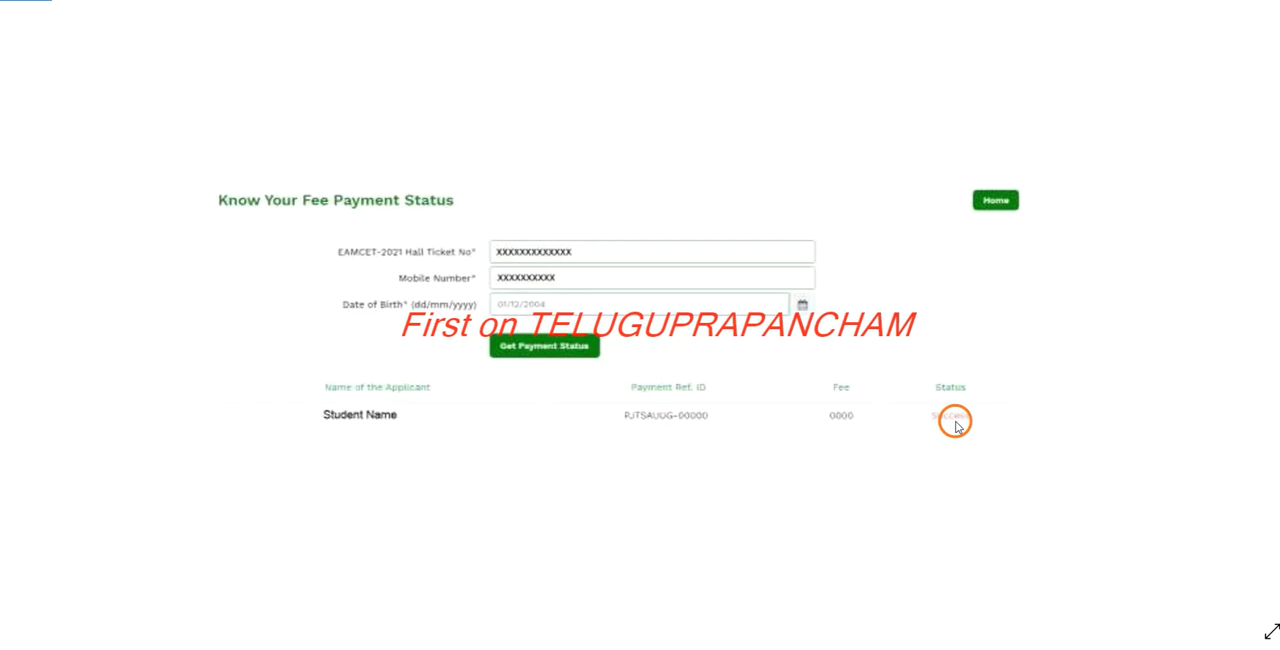 Know Your Fee Payment Status
Home
EAMCET-2021 Hall Ticket No*
XXXXXXXXXXXXX
Mobile Number*
XXXXXXXXXX
Date of Birth* (dd/mm/yyyy)
01/12/2004
First on TELUGUPRAPANCHAM
Get Payment Status
Name of the Applicant Payment Ref. ID Fee Status
Student Name PJTSAUUG-00000 0000 Success